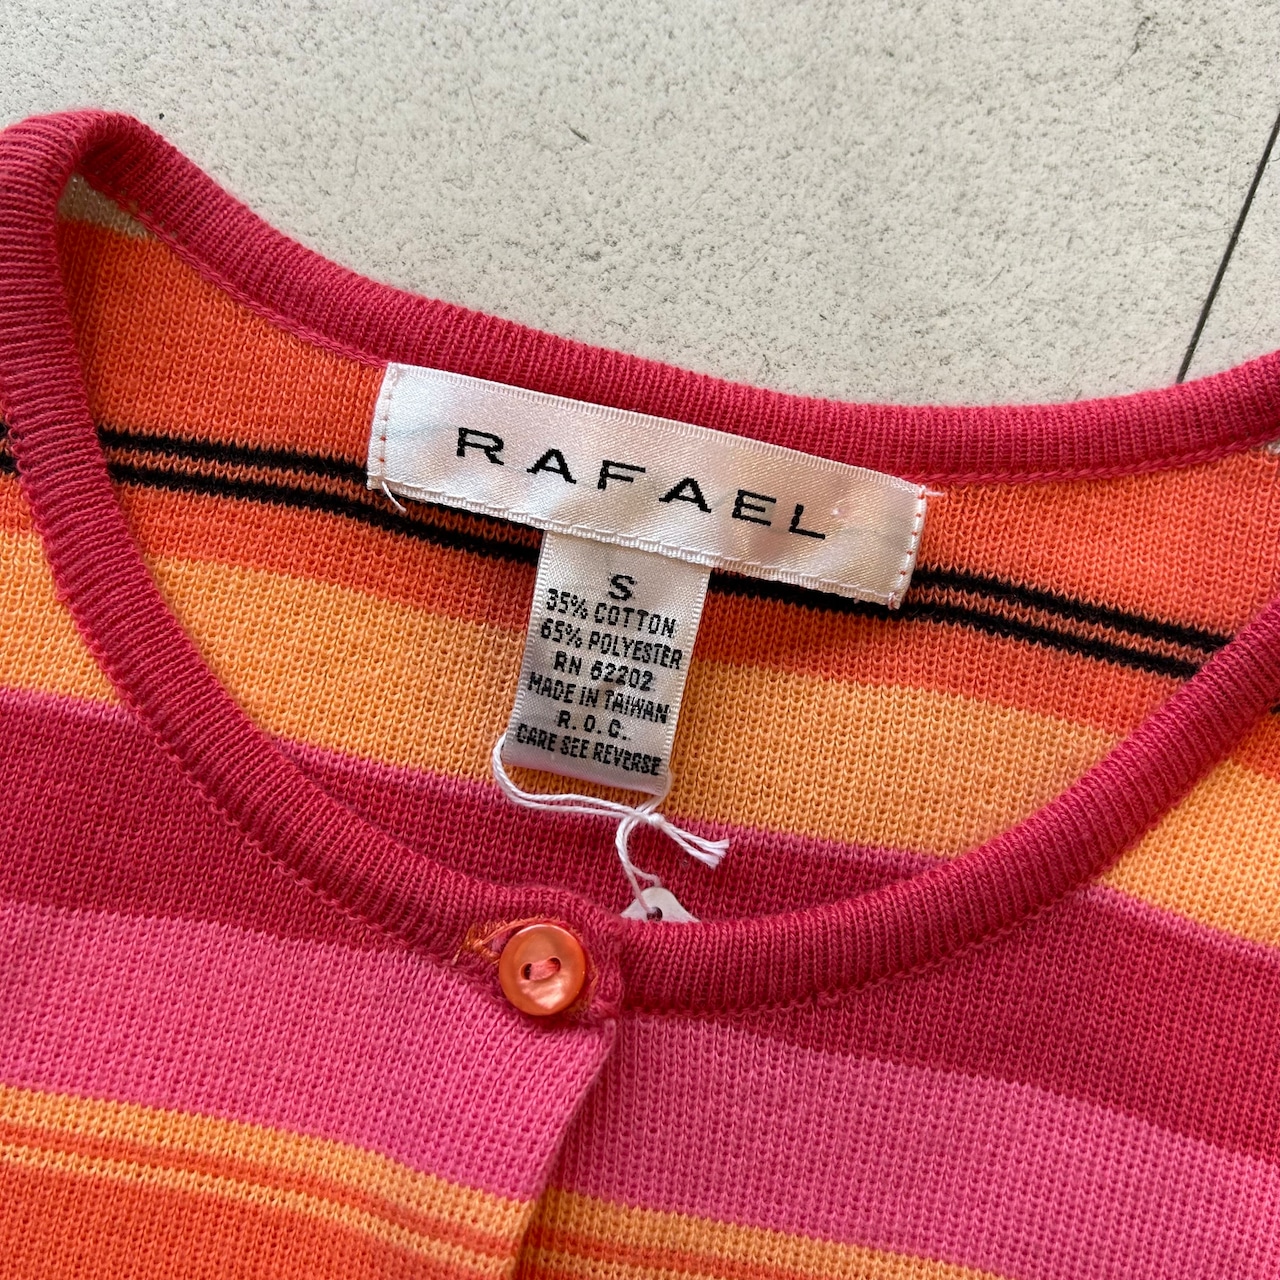 RAFAEL
S
35% COTTON
65% POLYESTER
RN 62202
MADE IN TAIWAN
R.O.C.
CARE SEE REVERSE